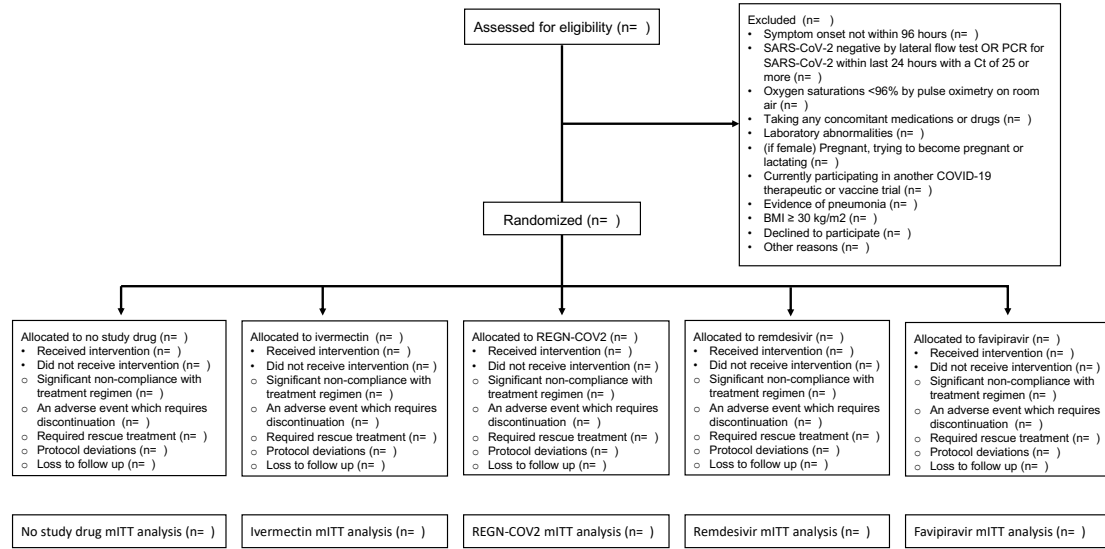 Assessed for eligibility (n=  )
Excluded  (n=  )
• Symptom onset not within 96 hours (n=  )
• SARS-CoV-2 negative by lateral flow test OR PCR for
SARS-CoV-2 within last 24 hours with a Ct of 25 or
more (n=  )
• Oxygen saturations <96% by pulse oximetry on room
air (n=  )
• Taking any concomitant medications or drugs (n=  )
• Laboratory abnormalities (n=  )
• (if female) Pregnant, trying to become pregnant or
lactating (n=  )
• Currently participating in another COVID-19
therapeutic or vaccine trial (n=  )
• Evidence of pneumonia (n=  )
• BMI ≥ 30 kg/m2 (n=  )
• Declined to participate (n=  )
• Other reasons (n=  )
Randomized (n=  )
Allocated to no study drug (n=  )
• Received intervention (n=  )
• Did not receive intervention (n=  )
o Significant non-compliance with
treatment regimen (n=  )
o An adverse event which requires
discontinuation (n=  )
o Required rescue treatment (n=  )
o Protocol deviations (n=  )
o Loss to follow up (n=  )
Allocated to ivermectin  (n=  )
• Received intervention (n=  )
• Did not receive intervention (n=  )
o Significant non-compliance with
treatment regimen (n=  )
o An adverse event which requires
discontinuation (n=  )
o Required rescue treatment (n=  )
o Protocol deviations (n=  )
o Loss to follow up (n=  )
Allocated to REGN-COV2 (n=  )
• Received intervention (n=  )
• Did not receive intervention (n=  )
o Significant non-compliance with
treatment regimen (n=  )
o An adverse event which requires
discontinuation (n=  )
o Required rescue treatment (n=  )
o Protocol deviations (n=  )
o Loss to follow up (n=  )
Allocated to remdesivir (n=  )
• Received intervention (n=  )
• Did not receive intervention (n=  )
o Significant non-compliance with
treatment regimen (n=  )
o An adverse event which requires
discontinuation (n=  )
o Required rescue treatment (n=  )
o Protocol deviations (n=  )
o Loss to follow up (n=  )
Allocated to favipiravir (n=  )
• Received intervention (n=  )
• Did not receive intervention (n=  )
o Significant non-compliance with
treatment regimen (n=  )
o An adverse event which requires
discontinuation (n=  )
o Required rescue treatment (n=  )
o Protocol deviations (n=  )
o Loss to follow up (n=  )
No study drug mITT analysis (n=  )
Ivermectin mITT analysis (n=  )
REGN-COV2 mITT analysis (n=  )
Remdesivir mITT analysis (n=  )
Favipiravir mITT analysis (n=  )